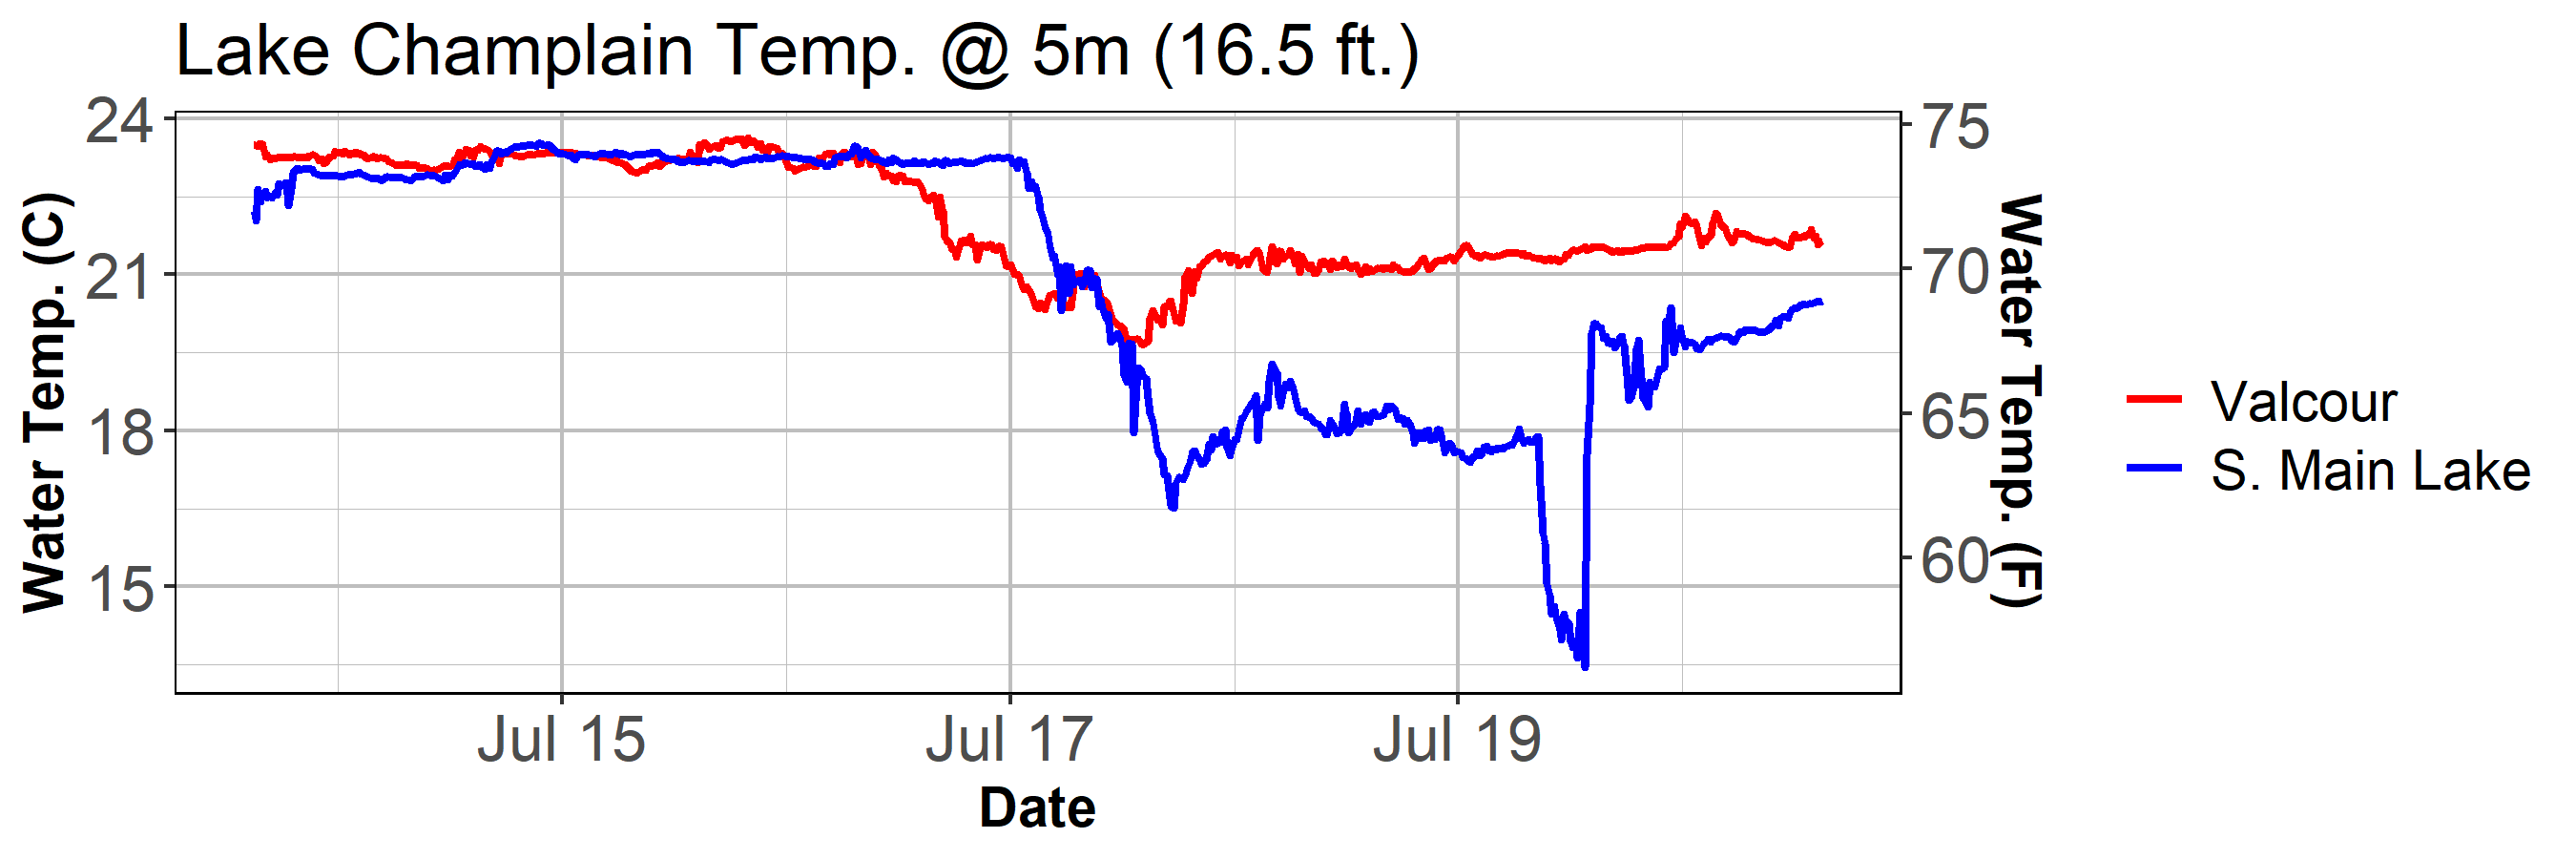 Lake Champlain Temp. @ 5m (16.5 ft.)
Water Temp. (C)
24
21
18
15
75
70
65
60
Water Temp. (F)
Jul 15
Jul 17
Jul 19
Date
Valcour
S. Main Lake